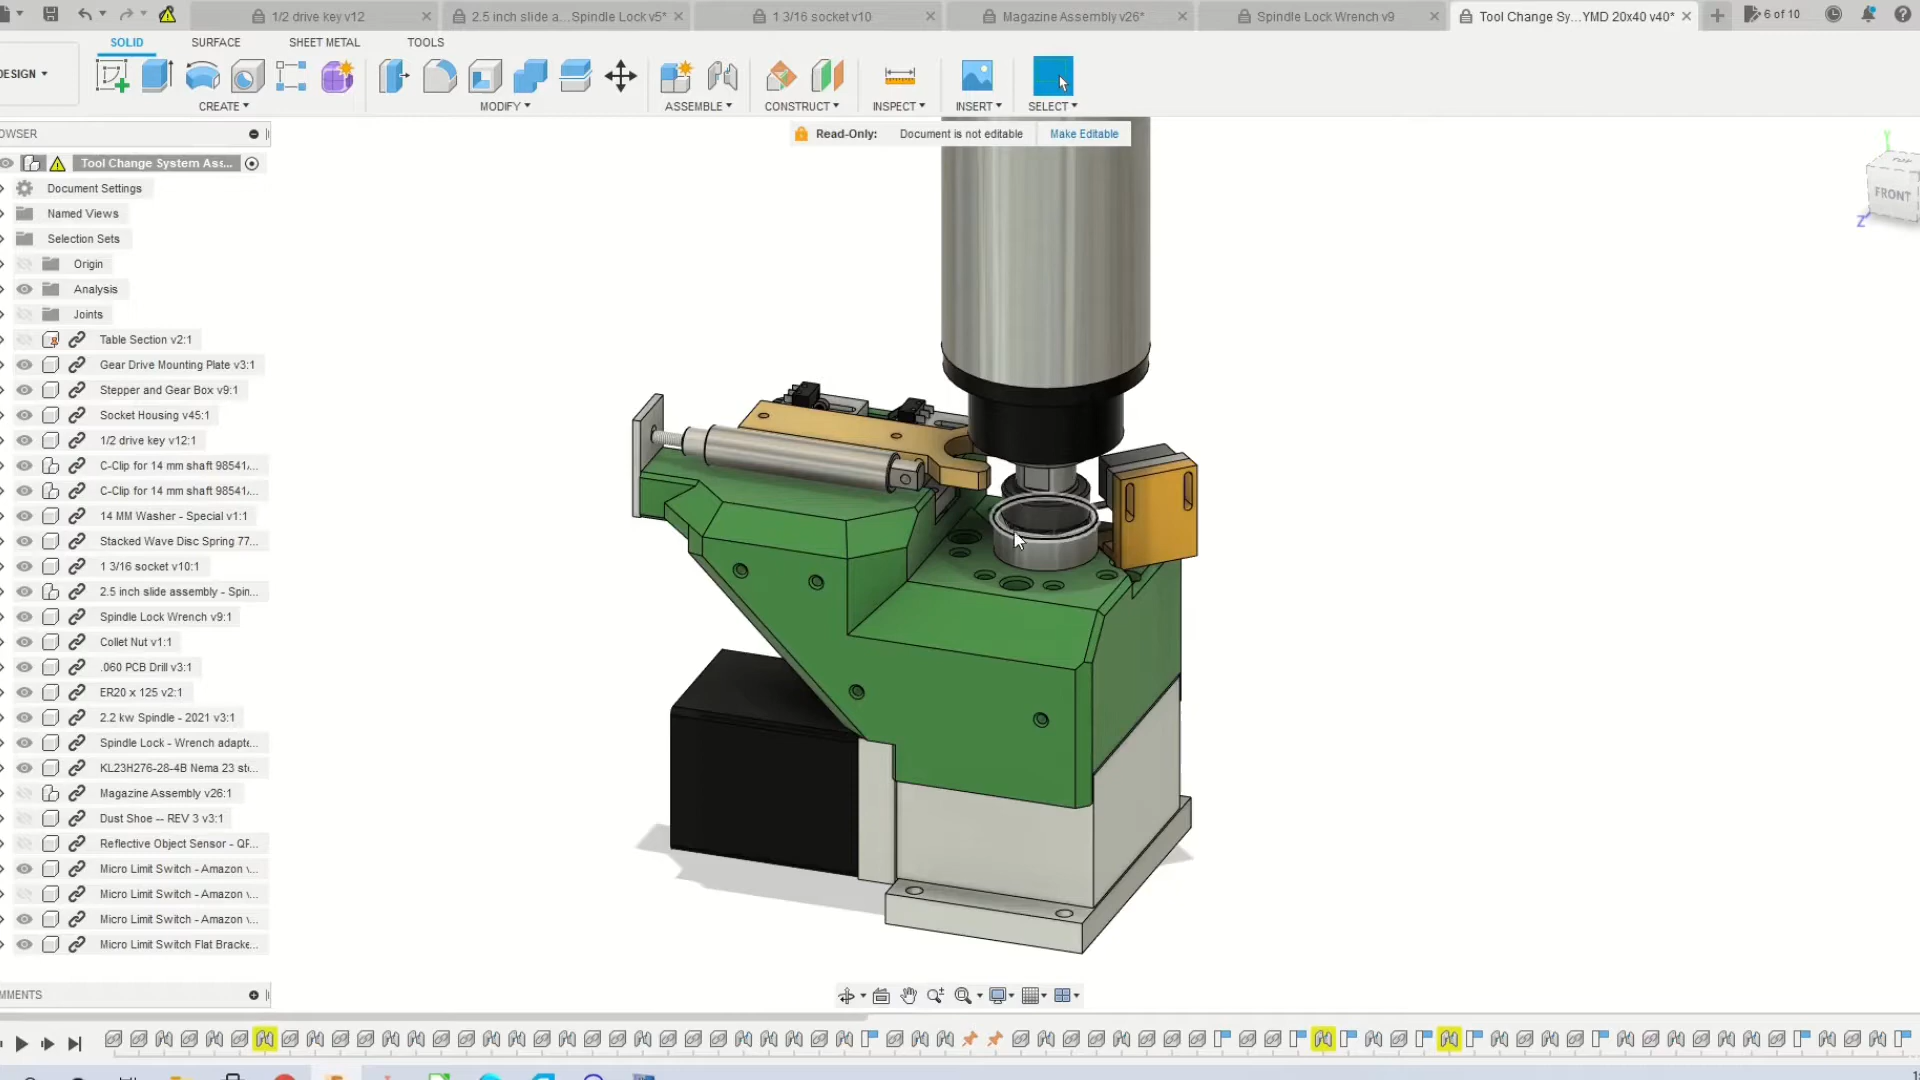 1/2 drive key v12
2.5 inch slide a...Spindle Lock v5*
1 3/16 socket v10
Magazine Assembly v26*
Spindle Lock Wrench v9
Tool Change Sy...YMD 20x40 v40*
6 of 10
SOLID
SURFACE
SHEET METAL
TOOLS
DESIGN
CREATE
MODIFY
ASSEMBLE
CONSTRUCT
INSPECT
INSERT
SELECT
Read-Only: Document is not editable Make Editable
OWSER
Tool Change System Ass...
Document Settings
Named Views
Selection Sets
Origin
Analysis
Joints
Table Section v2:1
Gear Drive Mounting Plate v3:1
Stepper and Gear Box v9:1
Socket Housing v45:1
1/2 drive key v12:1
C-Clip for 14 mm shaft 98541...
C-Clip for 14 mm shaft 98541...
14 MM Washer - Special v1:1
Stacked Wave Disc Spring 77...
1 3/16 socket v10:1
2.5 inch slide assembly - Spin...
Spindle Lock Wrench v9:1
Collet Nut v1:1
.060 PCB Drill v3:1
ER20 x 125 v2:1
2.2 kw Spindle - 2021 v3:1
Spindle Lock - Wrench adapte...
KL23H276-28-4B Nema 23 ste...
Magazine Assembly v26:1
Dust Shoe -- REV 3 v3:1
Reflective Object Sensor - QF...
Micro Limit Switch - Amazon v...
Micro Limit Switch - Amazon v...
Micro Limit Switch - Amazon v...
Micro Limit Switch Flat Bracke...
MMENTS
Y
TOP
FRONT
Z